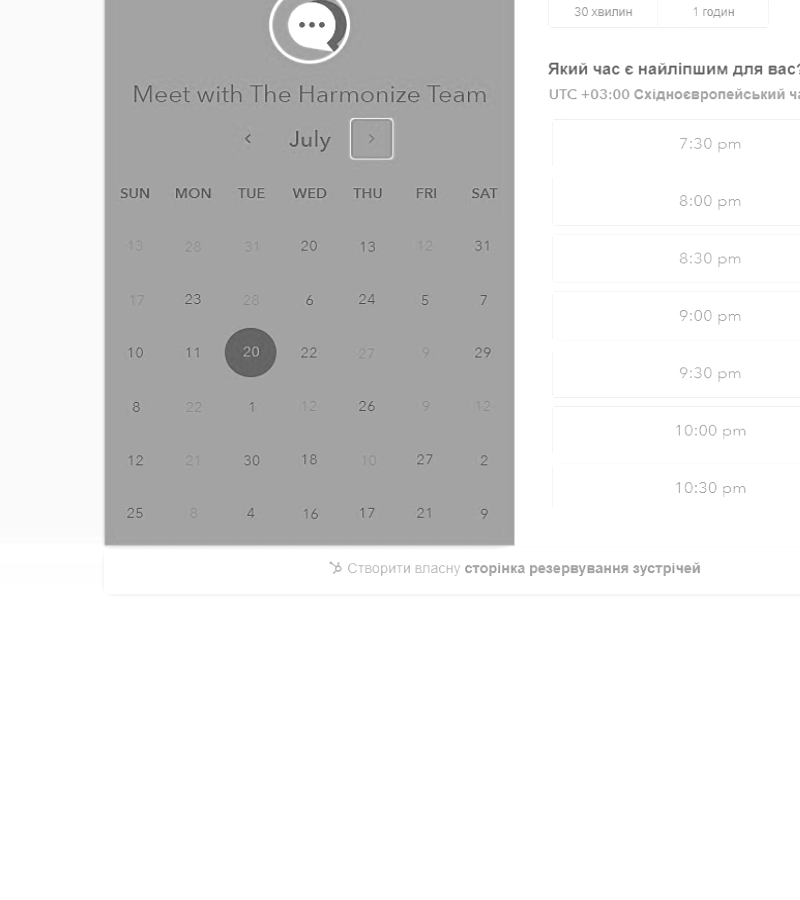 30 хвилин 1 годин
Який час є найліпшим для вас?
UTC +03:00 Східноєвропейський
Meet with The Harmonize Team
July
SUN MON TUE WED THU FRI SAT
13 28 31 20 13 12 31
17 23 28 6 24 5 7
10 11 20 22 27 9 29
8 22 1 12 26 9 12
12 21 30 18 10 27 2
25 8 4 16 17 21 9
7:30 pm
8:00 pm
8:30 pm
9:00 pm
9:30 pm
10:00 pm
10:30 pm
Створити власну сторінка резервування зустрічей